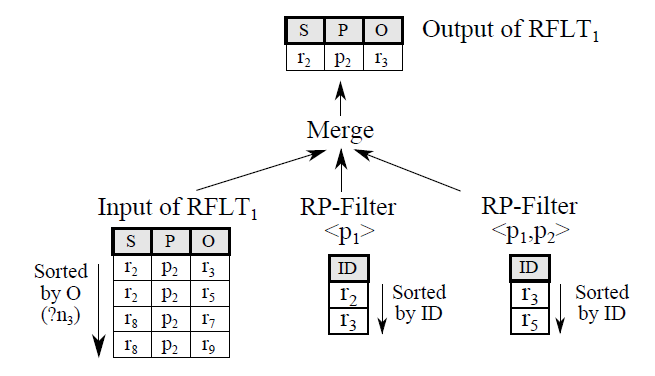 S P O
r2 p2 r3
Output of RFLT1
Merge
Input of RFLT1
S P O
r2 p2 r3
r2 p2 r5
r8 p2 r7
r8 p2 r9
Sorted
by O
(?n3)
RP-Filter
<p1>
ID
r2
r3
Sorted
by ID
RP-Filter
<p1,p2>
ID
r3
r5
Sorted
by ID